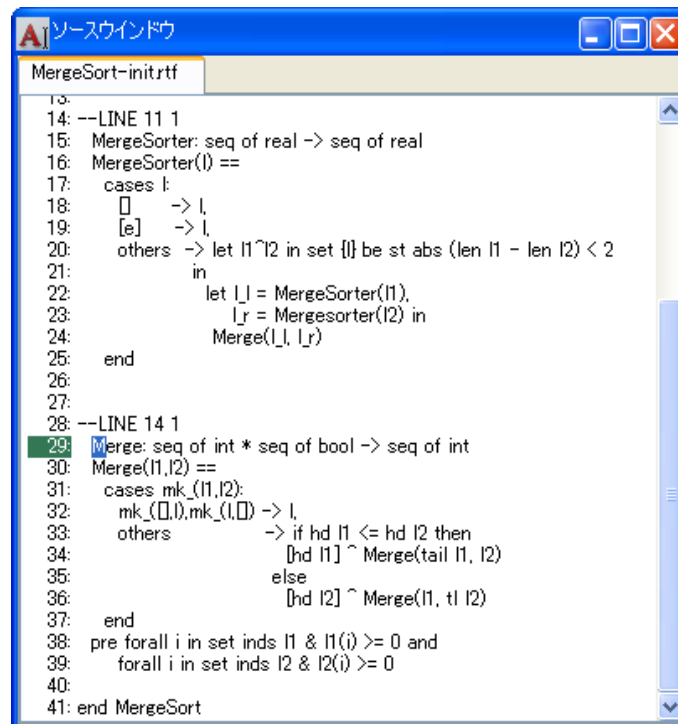 ソースウインドウ
MergeSort-init.rtf
13:
14: --LINE 11 1
15: MergeSorter: seq of real -> seq of real
16: MergeSorter(l) ==
17: cases l:
18: [] -> l,
19: [e] -> l,
20: others -> let l1^l2 in set {l} be st abs (len l1 - len l2) < 2
21: in
22: let l_l = MergeSorter(l1),
23: l_r = Mergesorter(l2) in
24: Merge(l_l, l_r)
25: end
26:
27:
28: --LINE 14 1
29: Merge: seq of int * seq of bool -> seq of int
30: Merge(l1,l2) ==
31: cases mk_(l1,l2):
32: mk_([],l),mk_(l,[]) -> l,
33: others -> if hd l1 <= hd l2 then
34: [hd l1] ^ Merge(tail l1, l2)
35: else
36: [hd l2] ^ Merge(l1, tl l2)
37: end
38: pre forall i in set inds l1 & l1(i) >= 0 and
39: forall i in set inds l2 & l2(i) >= 0
40:
41: end MergeSort